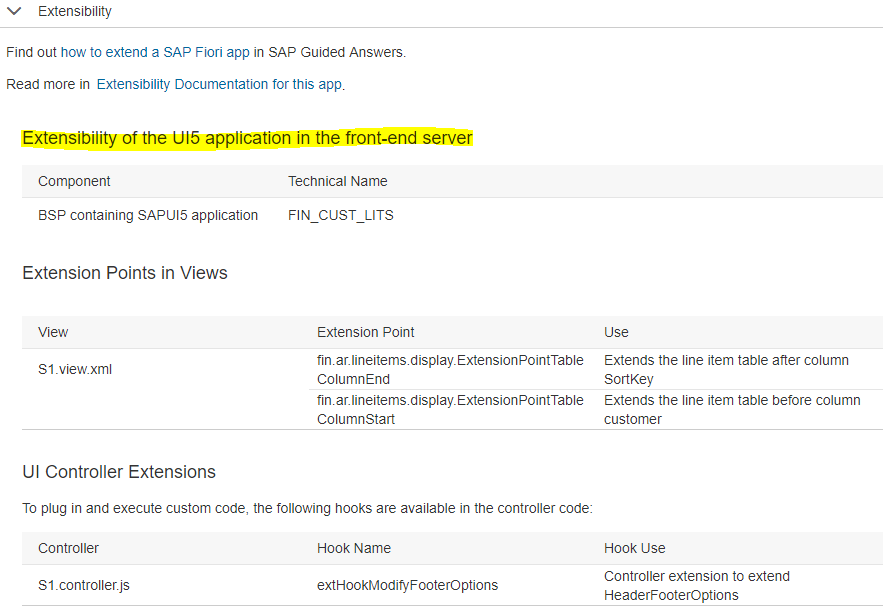 Extensibility
Find out how to extend a SAP Fiori app in SAP Guided Answers.
Read more in Extensibility Documentation for this app.
Extensibility of the UI5 application in the front-end server
Component Technical Name
BSP containing SAPUI5 application FIN_CUST_LITS
Extension Points in Views
View Extension Point Use
S1.view.xml
fin.ar.lineitems.display.ExtensionPointTable Extends the line item table after column
ColumnEnd SortKey
fin.ar.lineitems.display.ExtensionPointTable Extends the line item table before column
ColumnStart customer
UI Controller Extensions
To plug in and execute custom code, the following hooks are available in the controller code:
Controller Hook Name Hook Use
S1.controller.js extHookModifyFooterOptions
Controller extension to extend
HeaderFooterOptions